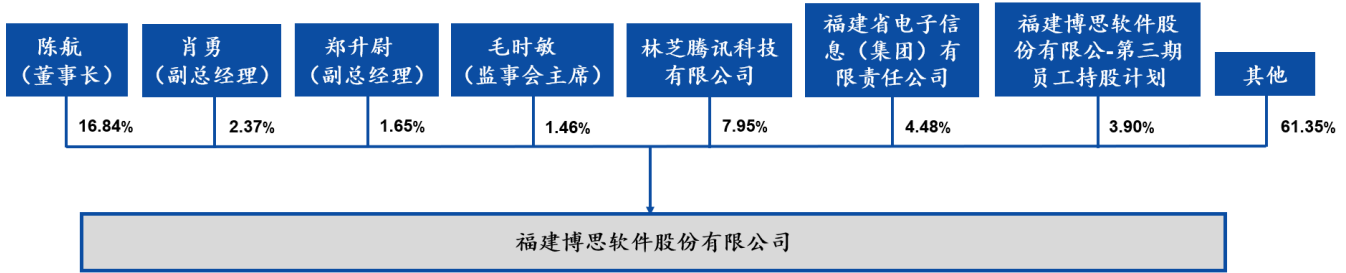 陈航
（董事长）
肖勇
（副总经理）
郑升尉
（副总经理）
毛时敏
（监事会主席）
林芝腾讯科技
有限公司
福建省电子信
息（集团）有
限责任公司
福建博思软件股
份有限公-第三期
员工持股计划
其他
16.84%
2.37%
1.65%
1.46%
7.95%
4.48%
3.90%
61.35%
福建博思软件股份有限公司